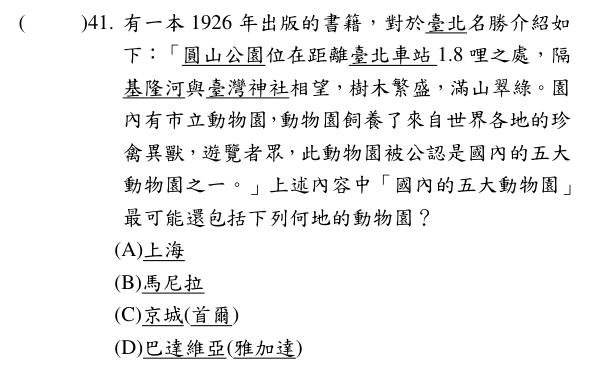 (　　)41. 有一本 1926 年出版的書籍，對於臺北名勝介紹如
下：「圓山公園位在距離臺北車站 1.8 哩之處，隔
基隆河與臺灣神社相望，樹木繁盛，滿山翠綠。園
內有市立動物園，動物園飼養了來自世界各地的珍
禽異獸，遊覽者眾，此動物園被公認是國內的五大
動物園之一。」上述內容中「國內的五大動物園」
最可能還包括下列何地的動物園？
(A)上海
(B)馬尼拉
(C)京城(首爾)
(D)巴達維亞(雅加達)